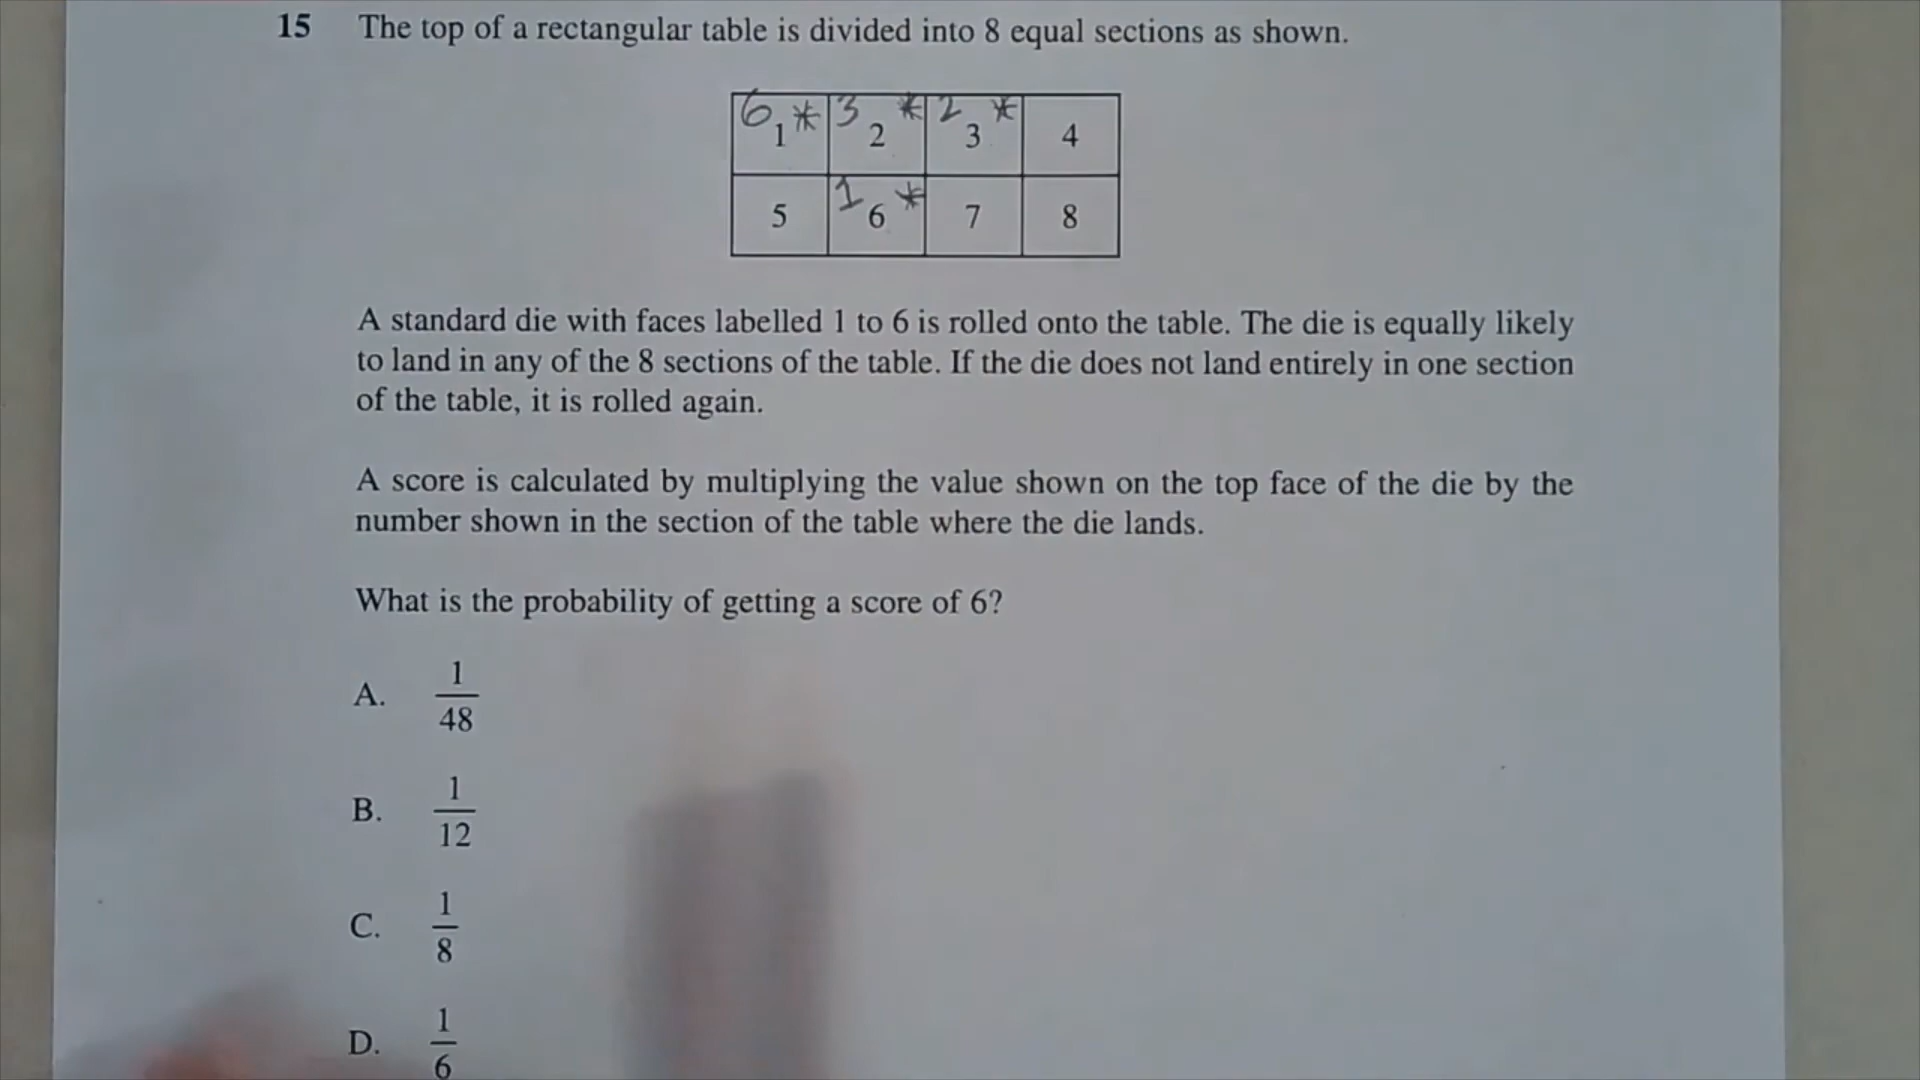 15 The top of a rectangular table is divided into 8 equal sections as shown.
6 * 3 * 2 *
1 2 3 4
1 *
5 6 7 8
A standard die with faces labelled 1 to 6 is rolled onto the table. The die is equally likely
to land in any of the 8 sections of the table. If the die does not land entirely in one section
of the table, it is rolled again.
A score is calculated by multiplying the value shown on the top face of the die by the
number shown in the section of the table where the die lands.
What is the probability of getting a score of 6?
A. 1/48
B. 1/12
C. 1/8
D. 1/6